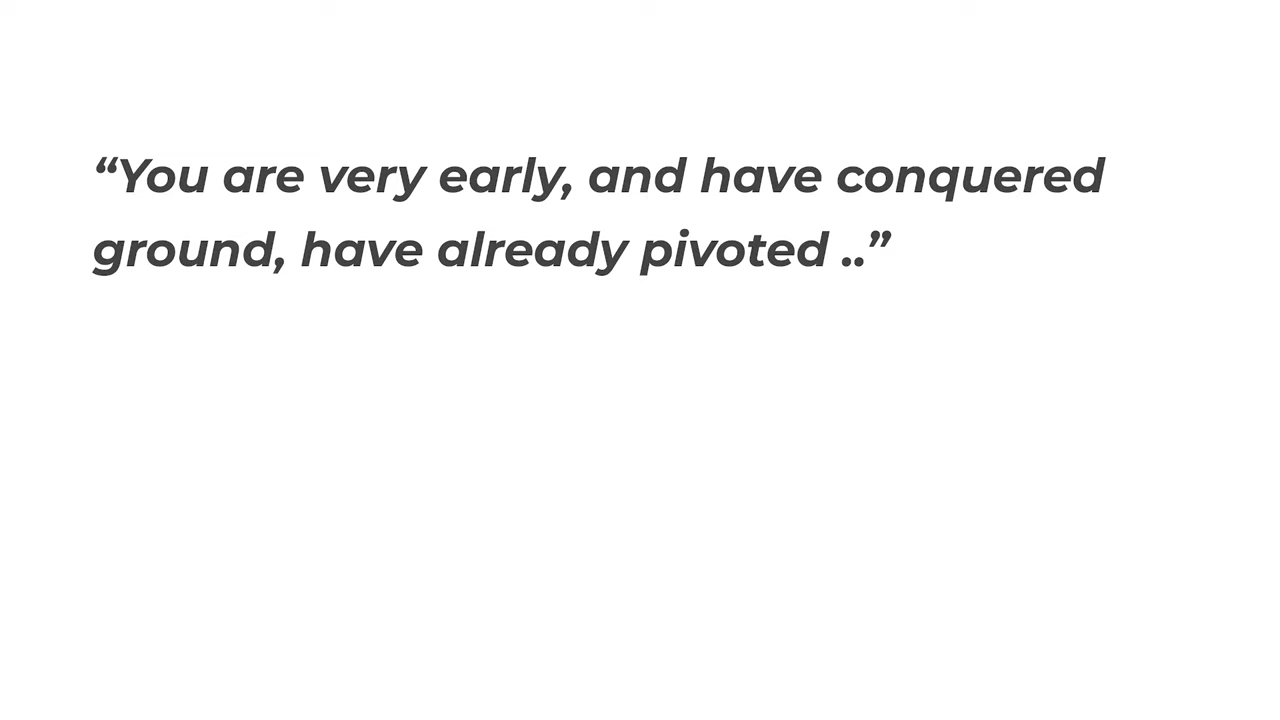 “You are very early, and have conquered
ground, have already pivoted ..”